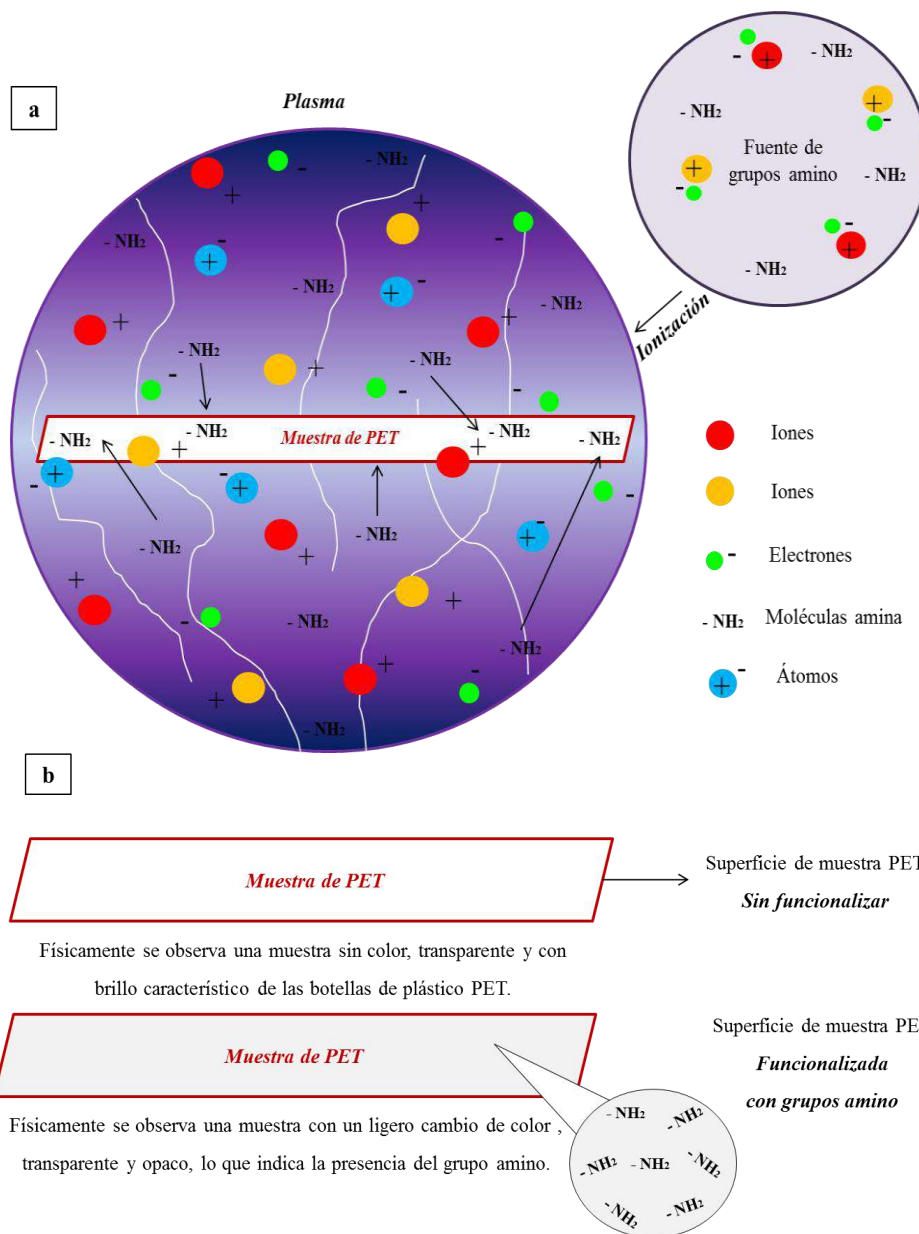 a
Plasma
- NH₂
Fuente de
grupos amino
- NH₂
- NH₂
- NH₂
Ionización
- NH₂
- NH₂
- NH₂
- NH₂
- NH₂
- NH₂
- NH₂
- NH₂
- NH₂
Muestra de PET
- NH₂
- NH₂
- NH₂
- NH₂
- NH₂
- NH₂
- NH₂
Iones
Iones
Electrones
- NH₂ Moléculas amina
Átomos
b
Muestra de PET
Superficie de muestra PET
Sin funcionalizar
Físicamente se observa una muestra sin color, transparente y con
brillo característico de las botellas de plástico PET.
Muestra de PET
Superficie de muestra PE
Funcionalizada
con grupos amino
Físicamente se observa una muestra con un ligero cambio de color ,
transparente y opaco, lo que indica la presencia del grupo amino.
- NH₂
- NH₂
- NH₂
- NH₂
- NH₂
- NH₂
- NH₂